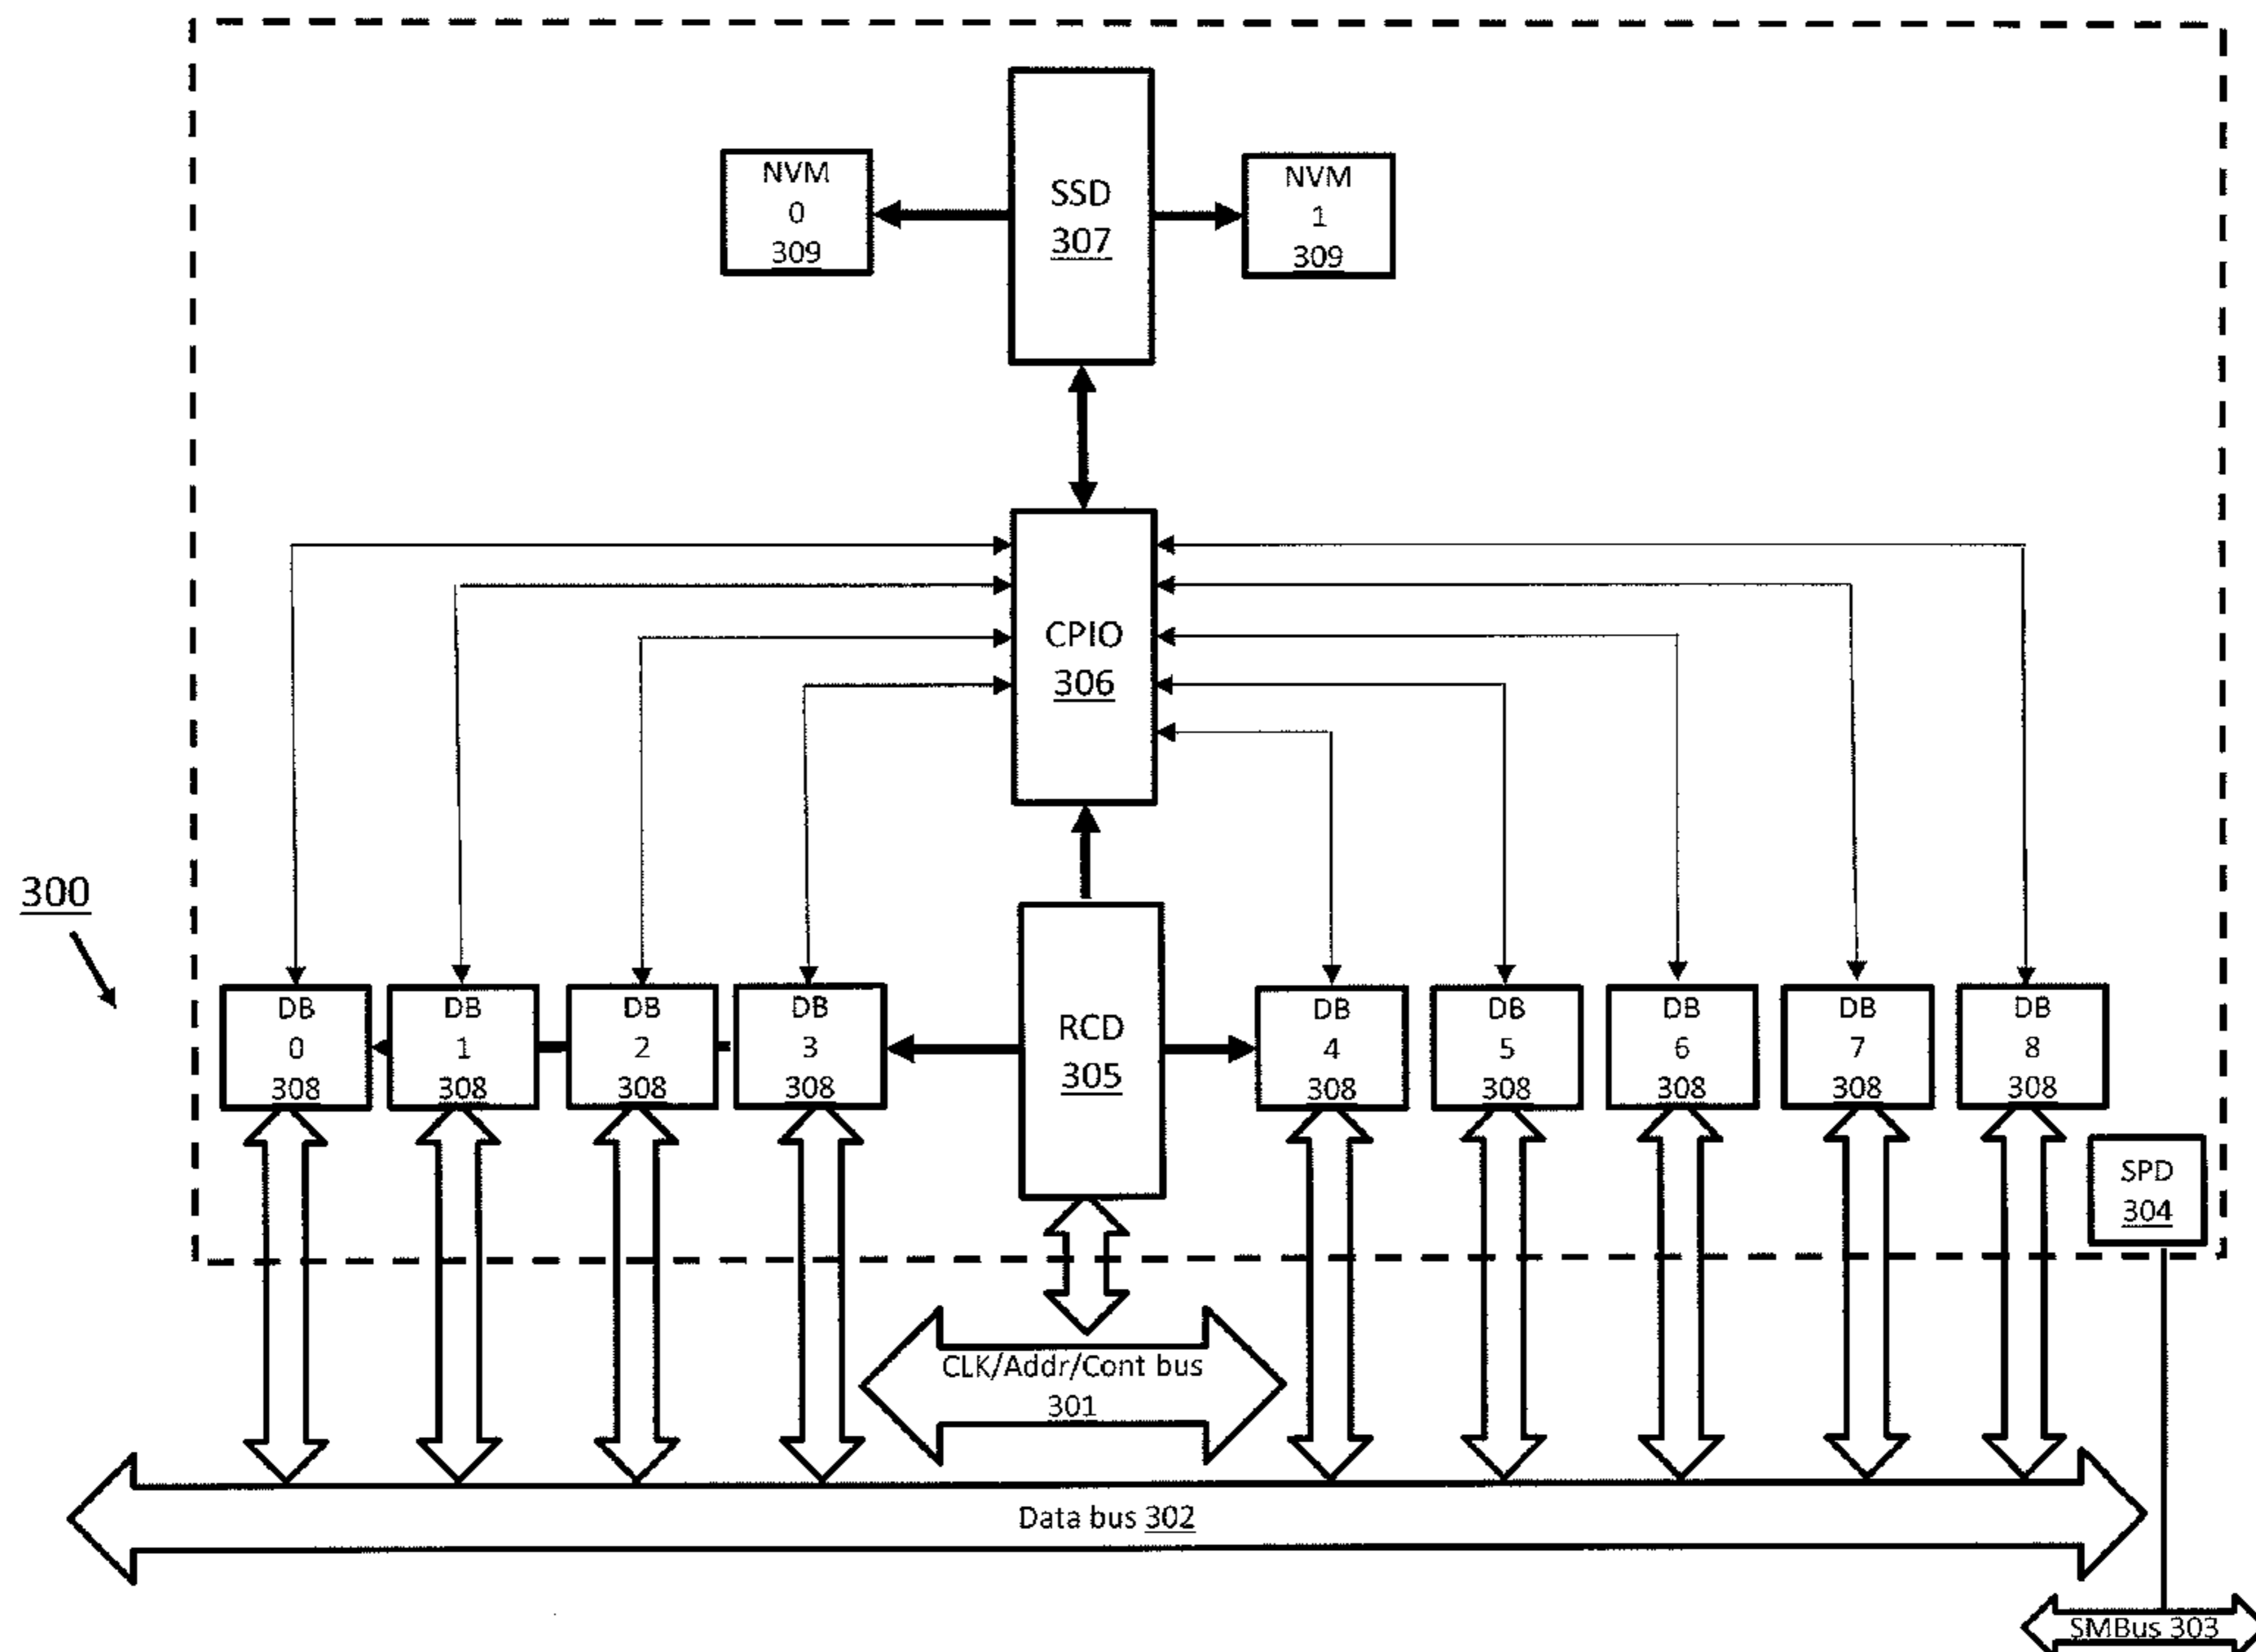 NVM
0
309
SSD
307
NVM
1
309
CPIO
306
300
DB
0
308
DB
1
308
DB
2
308
DB
3
308
RCD
305
DB
4
308
DB
5
308
DB
6
308
DB
7
308
DB
8
308
SPD
304
CLK/Addr/Cont bus
301
Data bus 302
SMBus 303